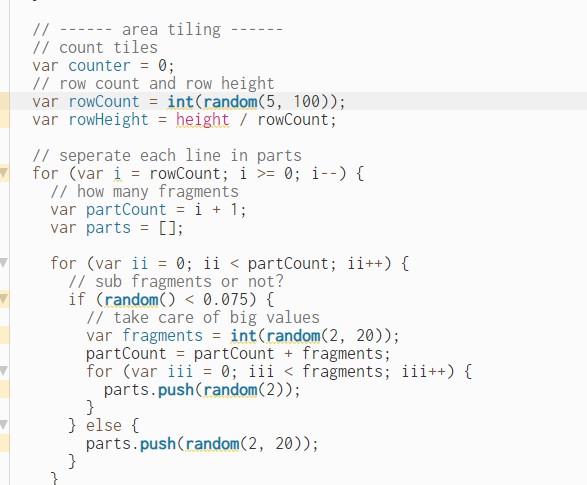 // ------ area tiling ------
// count tiles
var counter = 0;
// row count and row height
var rowCount = int(random(5, 100));
var rowHeight = height / rowCount;
// seperate each line in parts
for (var i = rowCount; i >= 0; i--) {
// how many fragments
var partCount = i + 1;
var parts = [];
for (var ii = 0; ii < partCount; ii++) {
// sub fragments or not?
if (random() < 0.075) {
// take care of big values
var fragments = int(random(2, 20));
partCount = partCount + fragments;
for (var iii = 0; iii < fragments; iii++) {
parts.push(random(2));
}
} else {
parts.push(random(2, 20));
}
}